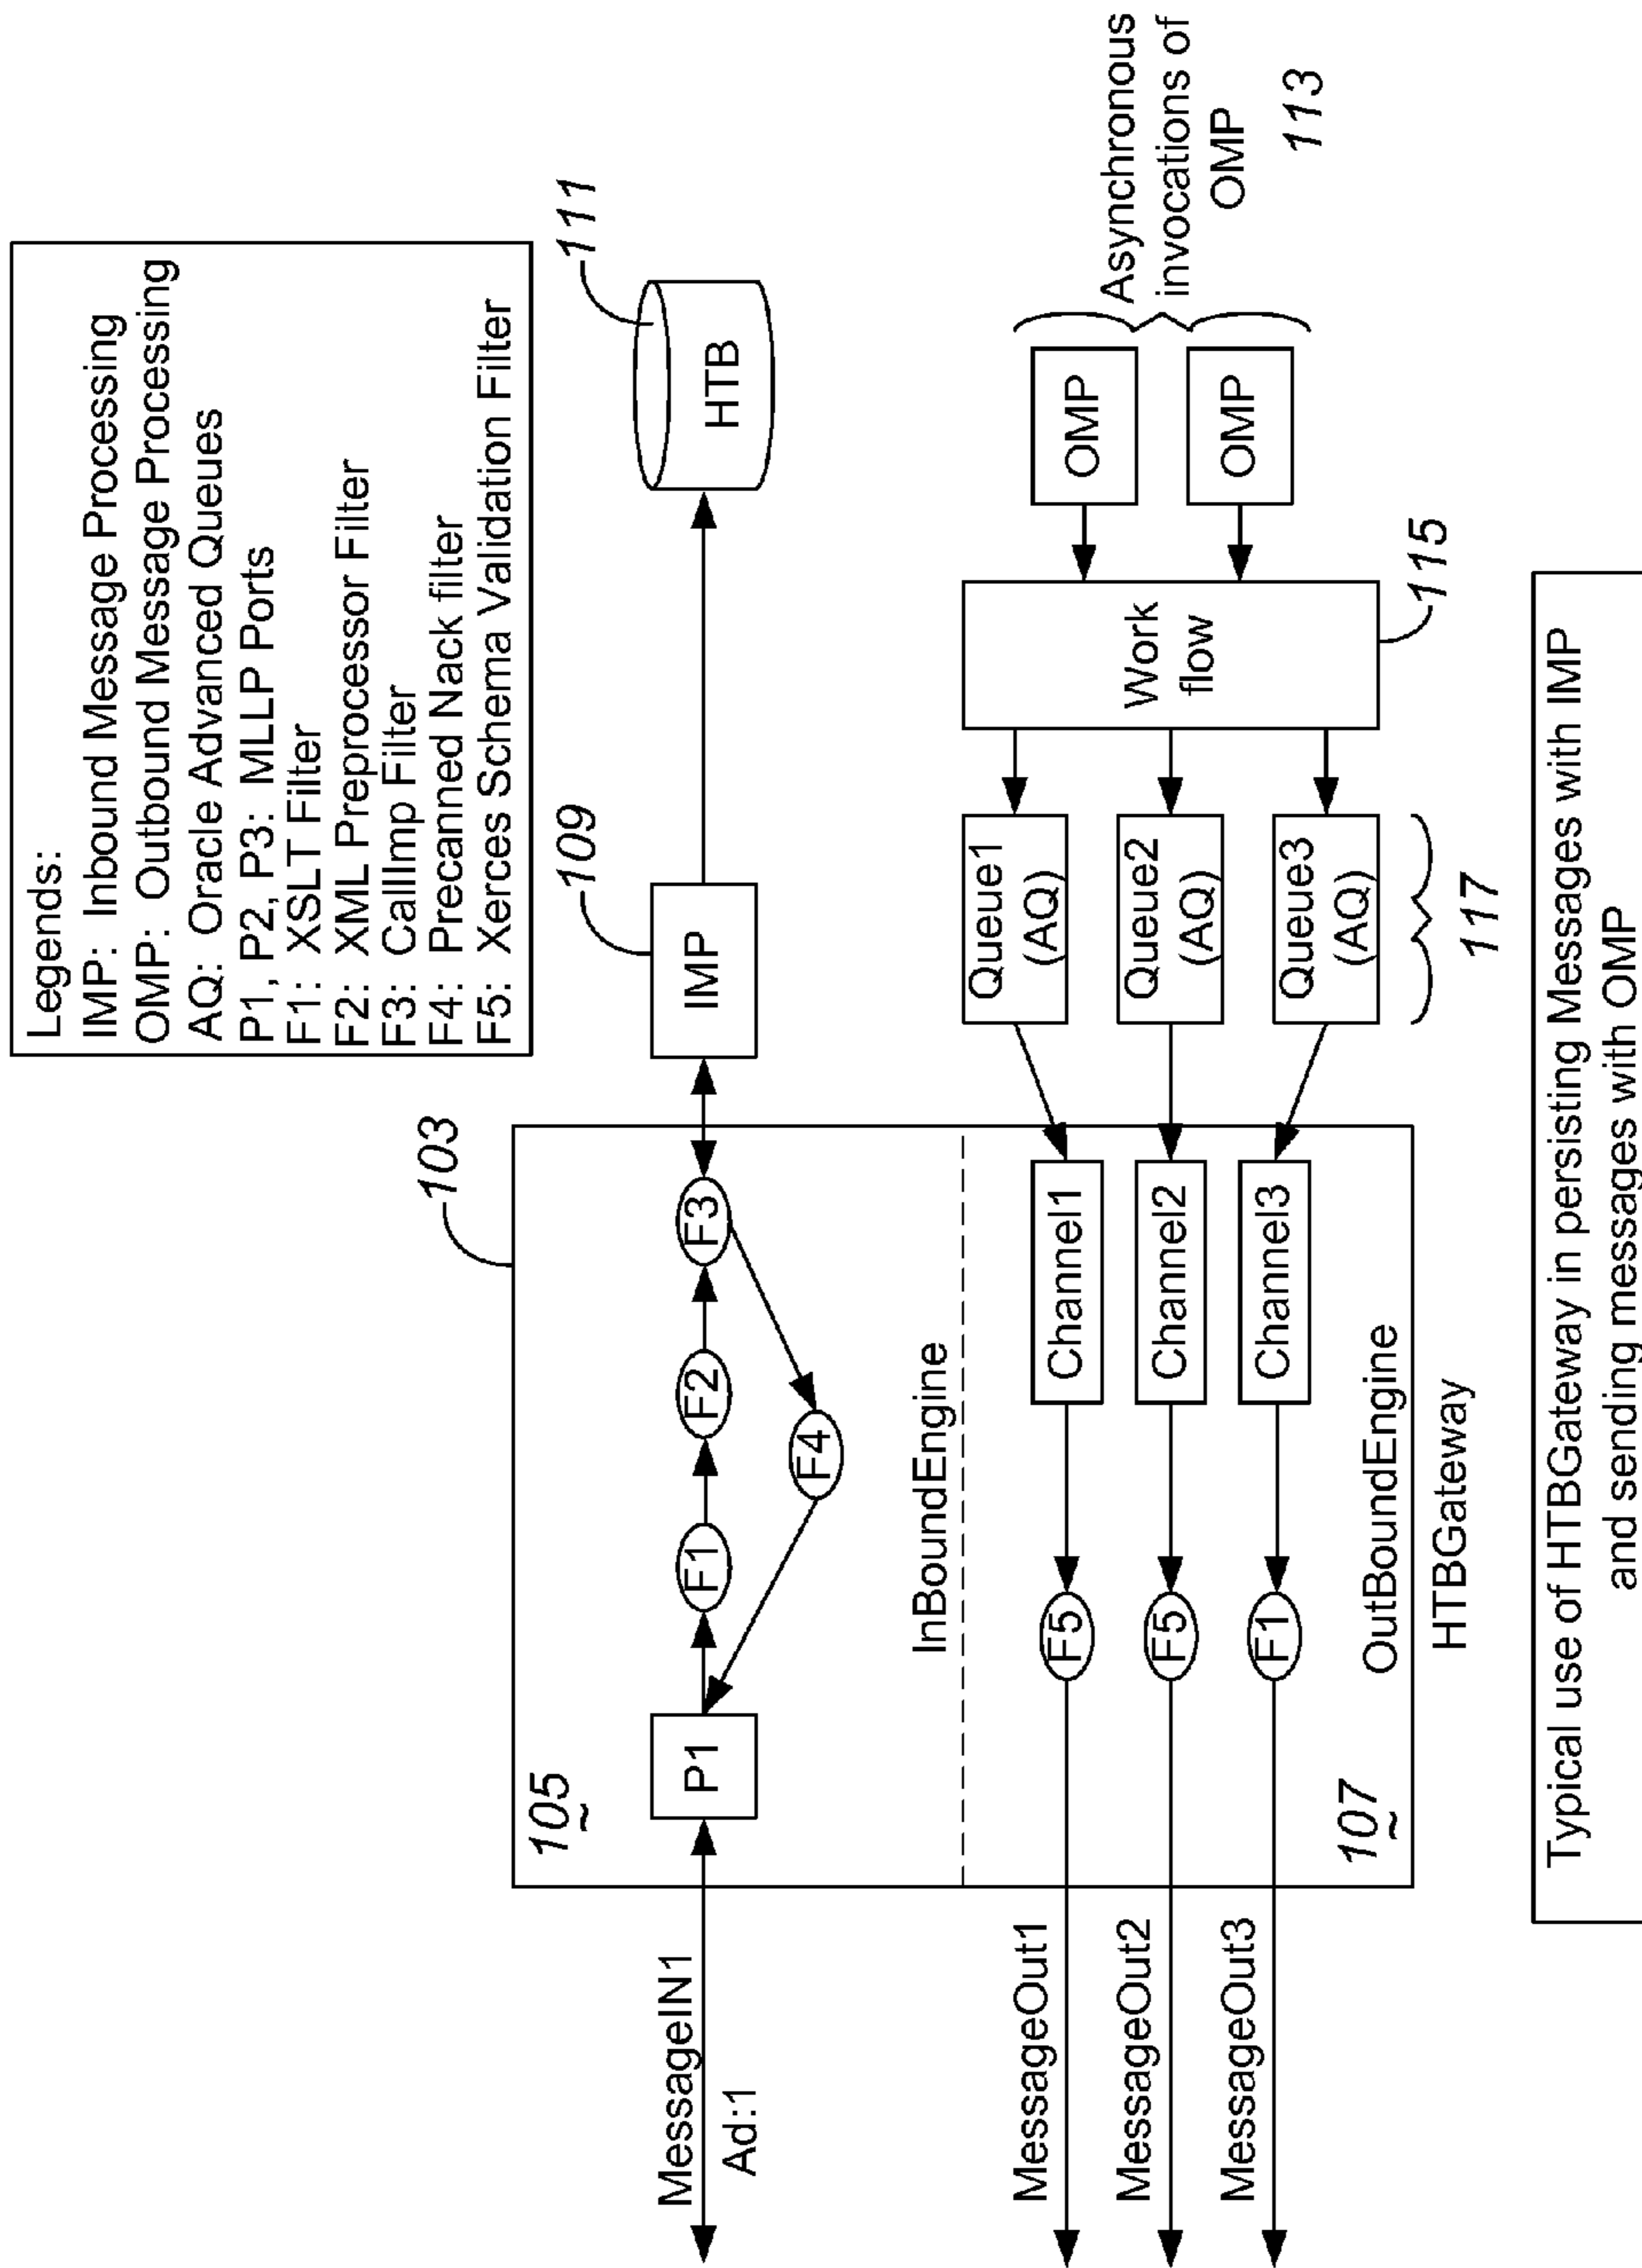 Legends:
IMP: Inbound Message Processing
OMP: Outbound Message Processing
AQ: Oracle Advanced Queues
P1, P2, P3: MLLP Ports
F1: XSLT Filter
F2: XML Preprocessor Filter
F3: CallImp Filter
F4: Precanned Nack filter
F5: Xerces Schema Validation Filter
103
109
111
105
MessageIN1
Ad:1
P1
F1
F2
F3
F4
IMP
HTB
InBoundEngine
MessageOut1
MessageOut2
MessageOut3
F5
F5
F1
Channel1
Channel2
Channel3
Queue1
(AQ)
Queue2
(AQ)
Queue3
(AQ)
117
Work
flow
115
OMP
OMP
Asynchronous
invocations of
OMP
113
107
OutBoundEngine
HTBGateway
Typical use of HTBGateway in persisting Messages with IMP
and sending messages with OMP